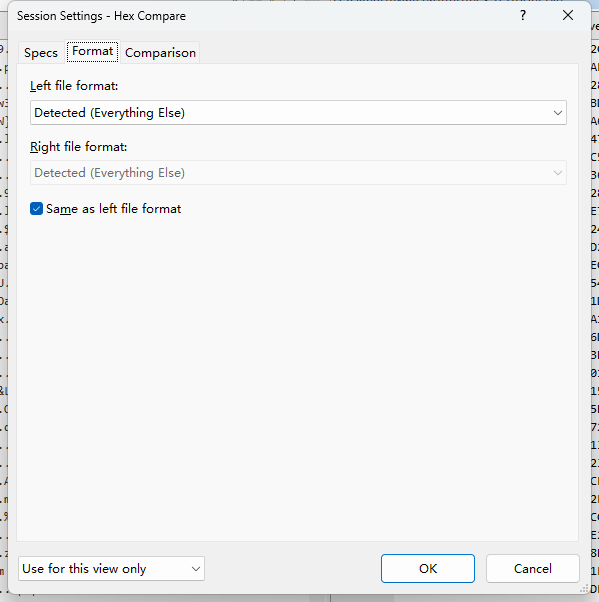 Session Settings - Hex Compare
?
Specs Format Comparison
Left file format:
Detected (Everything Else)
Right file format:
Detected (Everything Else)
Same as left file format
Use for this view only
OK
Cancel